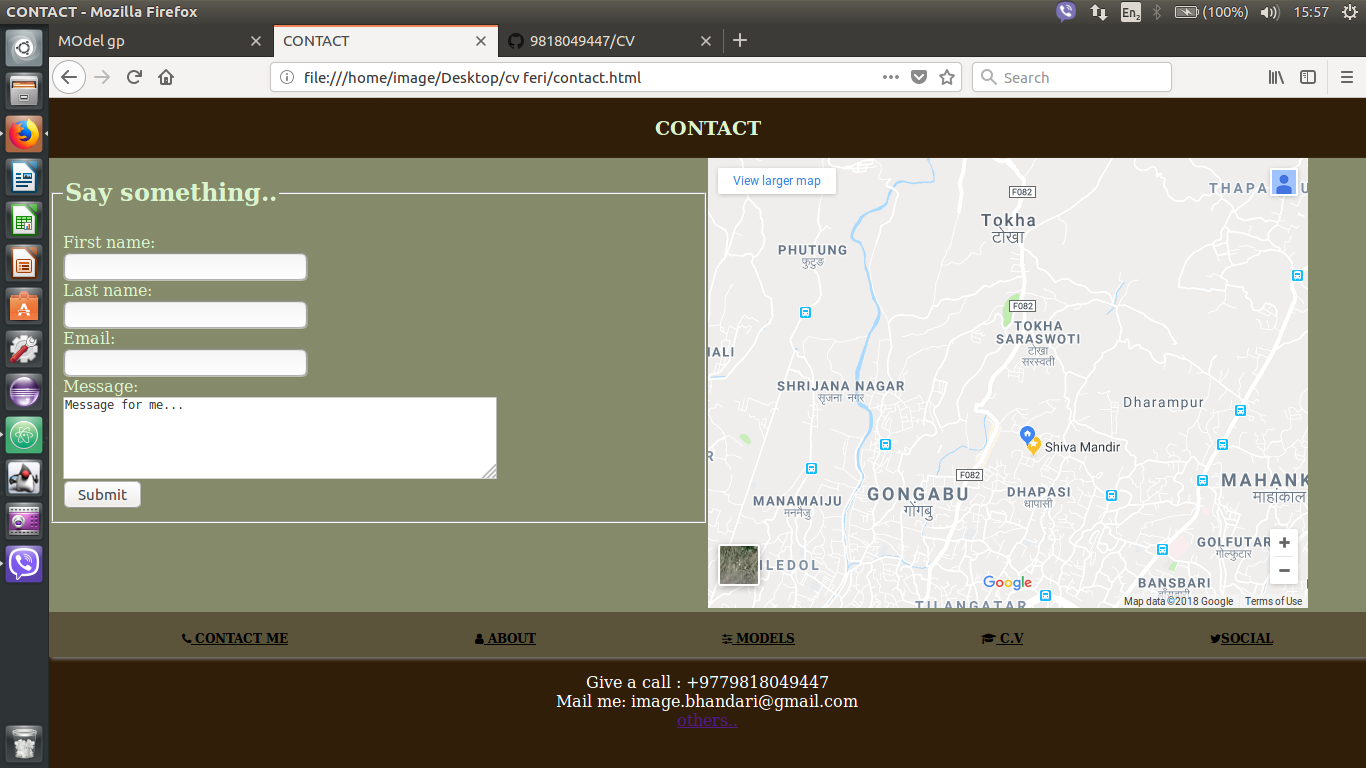 CONTACT - Mozilla Firefox
En2
(100%)
15:57
MOdel gp
CONTACT
9818049447/CV
file:///home/image/Desktop/cv feri/contact.html
Search
CONTACT
Say something..
First name:
Last name:
Email:
Message:
Message for me...
Submit
View larger map
F082
THAPA
U
Tokha
टोखा
PHUTUNG
फुटुङ
F082
TOKHA
SARASWOTI
टोखा
सरस्वती
ALI
SHRIJANA NAGAR
सृजना नगर
Dharampur
Shiva Mandir
R
F082
MAHANK
माहांकाल
GONGABU
गोंगबु
DHAPASI
धापासी
MANAMAIJU
मनमैजु
GOLFUTAR
गोल्फुटार
ILEDOL
BANSBARI
बाँसबारी
Google
TILANGATAR
Map data ©2018 Google
Terms of Use
CONTACT ME
ABOUT
MODELS
C.V
SOCIAL
Give a call : +9779818049447
Mail me: image.bhandari@gmail.com
others..